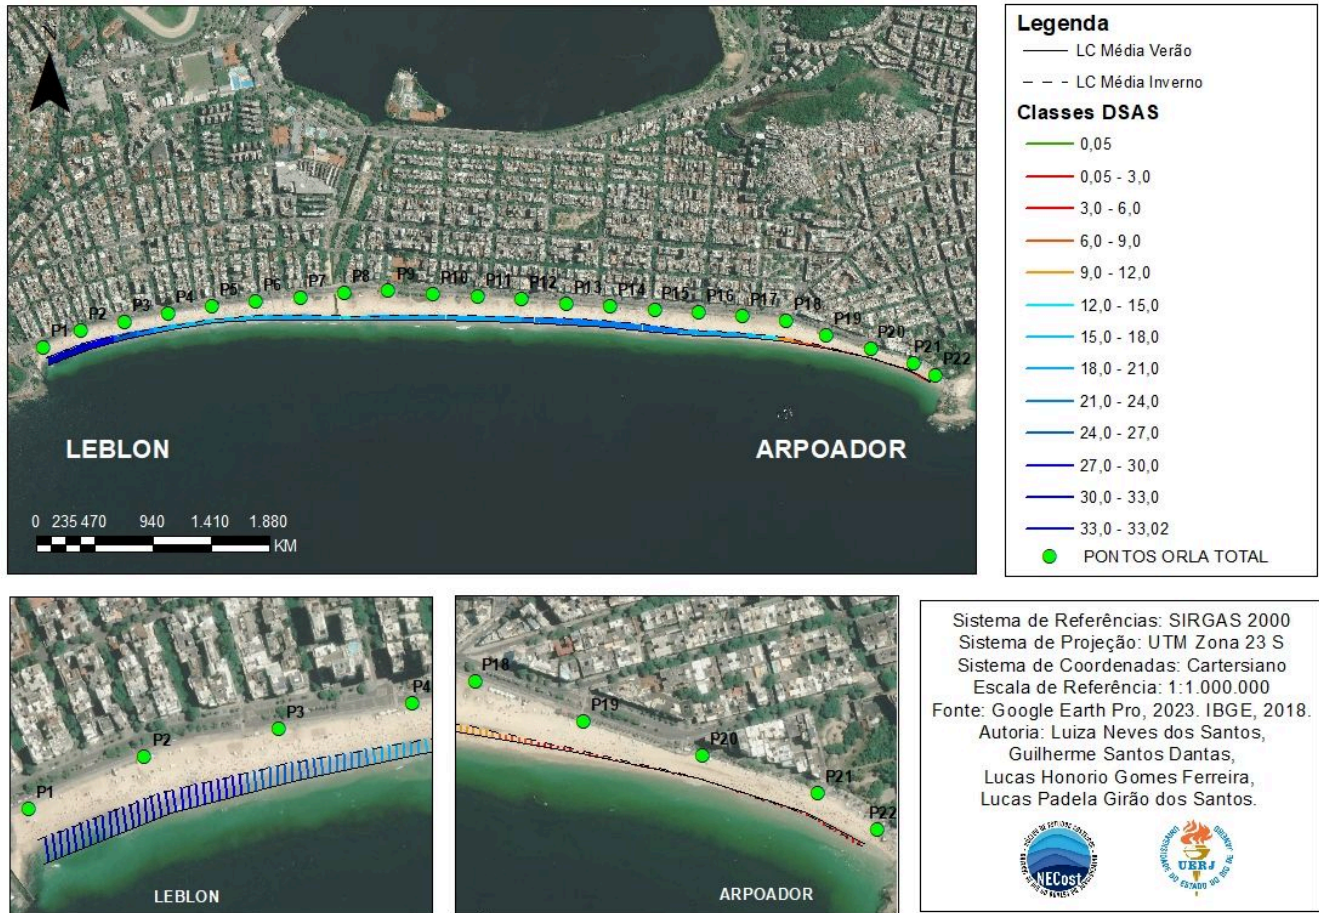 N
P1
P2
P3
P4
P5
P6
P7
P8
P9
P10
P11
P12
P13
P14
P15
P16
P17
P18
P19
P20
P21
P22
LEBLON
ARPOADOR
0 235 470 940 1.410 1.880
KM
Legenda
LC Média Verão
LC Média Inverno
Classes DSAS
0,05
0,05 - 3,0
3,0 - 6,0
6,0 - 9,0
9,0 - 12,0
12,0 - 15,0
15,0 - 18,0
18,0 - 21,0
21,0 - 24,0
24,0 - 27,0
27,0 - 30,0
30,0 - 33,0
33,0 - 33,02
PONTOS ORLA TOTAL
P1
P2
P3
P4
LEBLON
P18
P19
P20
P21
P22
ARPOADOR
Sistema de Referências: SIRGAS 2000
Sistema de Projeção: UTM Zona 23 S
Sistema de Coordenadas: Cartersiano
Escala de Referência: 1:1.000.000
Fonte: Google Earth Pro, 2023. IBGE, 2018.
Autoria: Luiza Neves dos Santos,
Guilherme Santos Dantas,
Lucas Honorio Gomes Ferreira,
Lucas Padela Girão dos Santos.
NECost
UERJ
UNIVERSIDADE DO ESTADO DO RIO DE JANEIRO